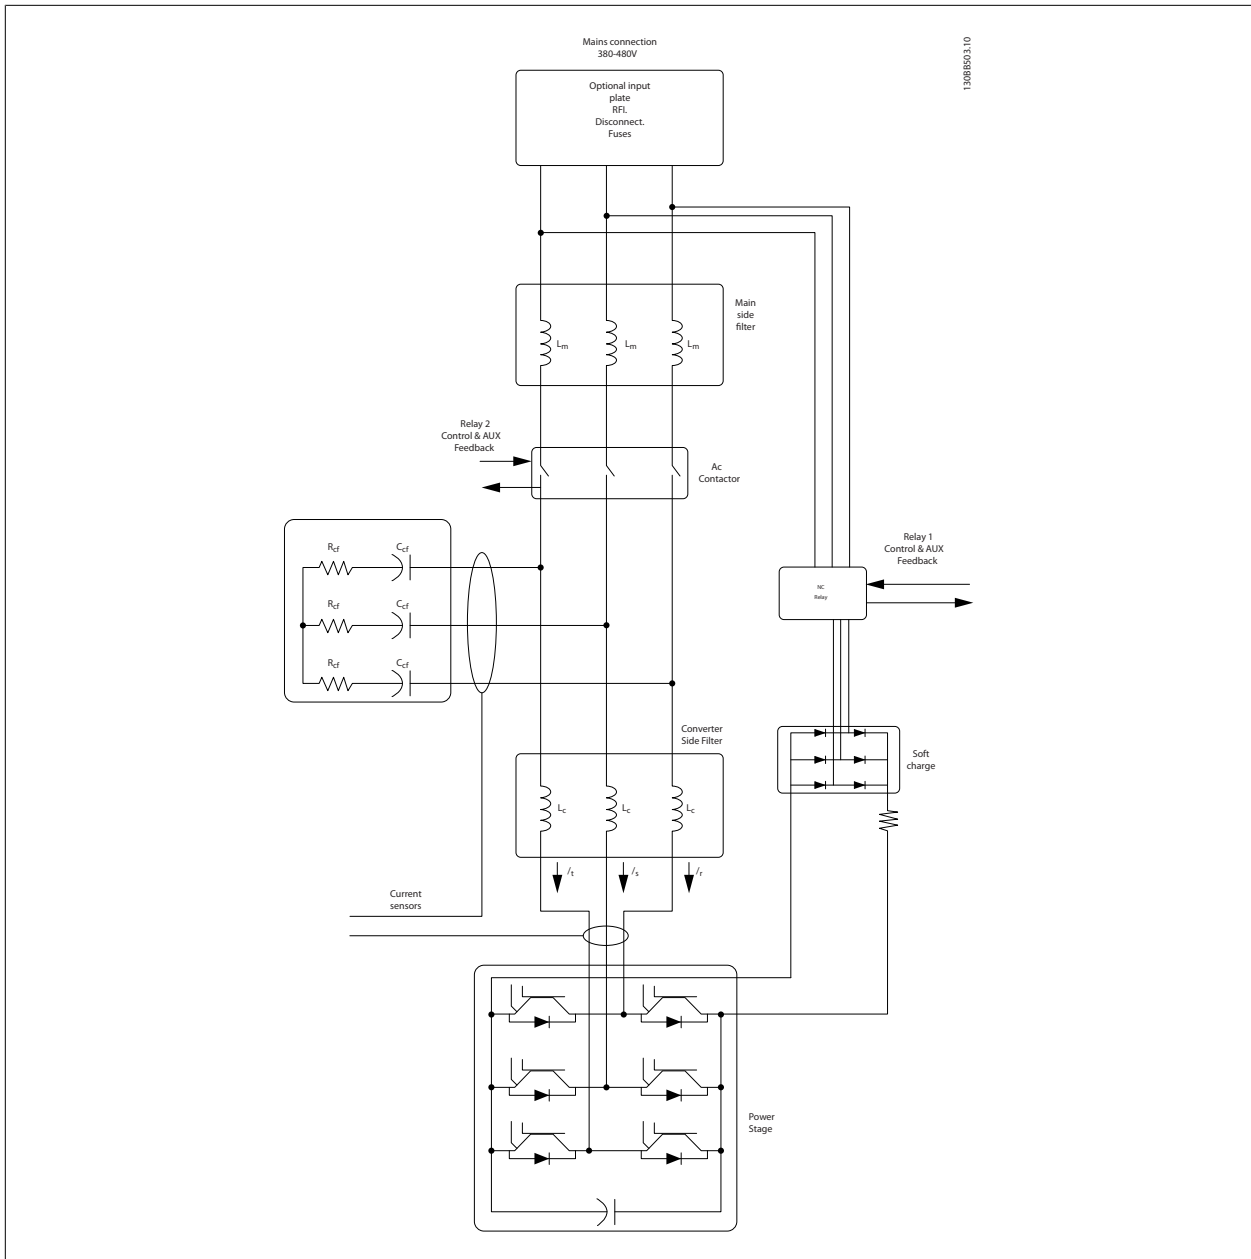 Mains connection
380-480V
130BB503.10
Optional input
plate
RFI.
Disconnect.
Fuses
Main
side
filter
Lm
Lm
Lm
Relay 2
Control & AUX
Feedback
Ac
Contactor
Relay 1
Control & AUX
Feedback
NC
Relay
Rcf
Ccf
Rcf
Ccf
Rcf
Ccf
Converter
Side Filter
Soft
charge
Lc
Lc
Lc
It
Is
Ir
Current
sensors
Power
Stage